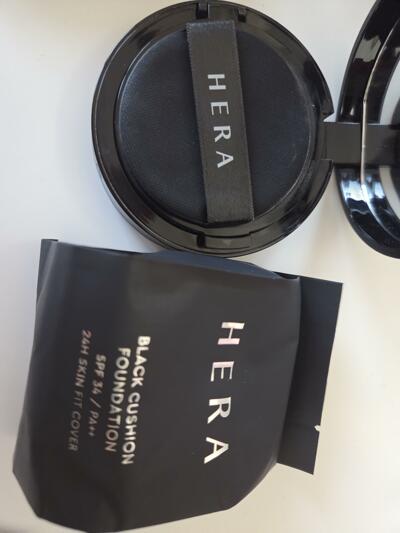 HERA
HERA
BLACK CUSHION
FOUNDATION
SPF 34 / PA++
24H SKIN FIT COVER